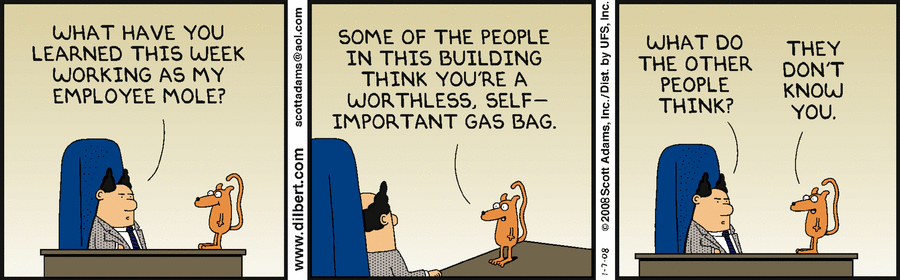 WHAT HAVE YOU
LEARNED THIS WEEK
WORKING AS MY
EMPLOYEE MOLE?
www.dilbert.com scottadams@aol.com
SOME OF THE PEOPLE
IN THIS BUILDING
THINK YOU'RE A
WORTHLESS, SELF-
IMPORTANT GAS BAG.
1-7-08 © 2008 Scott Adams, Inc./Dist. by UFS, Inc.
WHAT DO
THE OTHER
PEOPLE
THINK?
THEY
DON'T
KNOW
YOU.